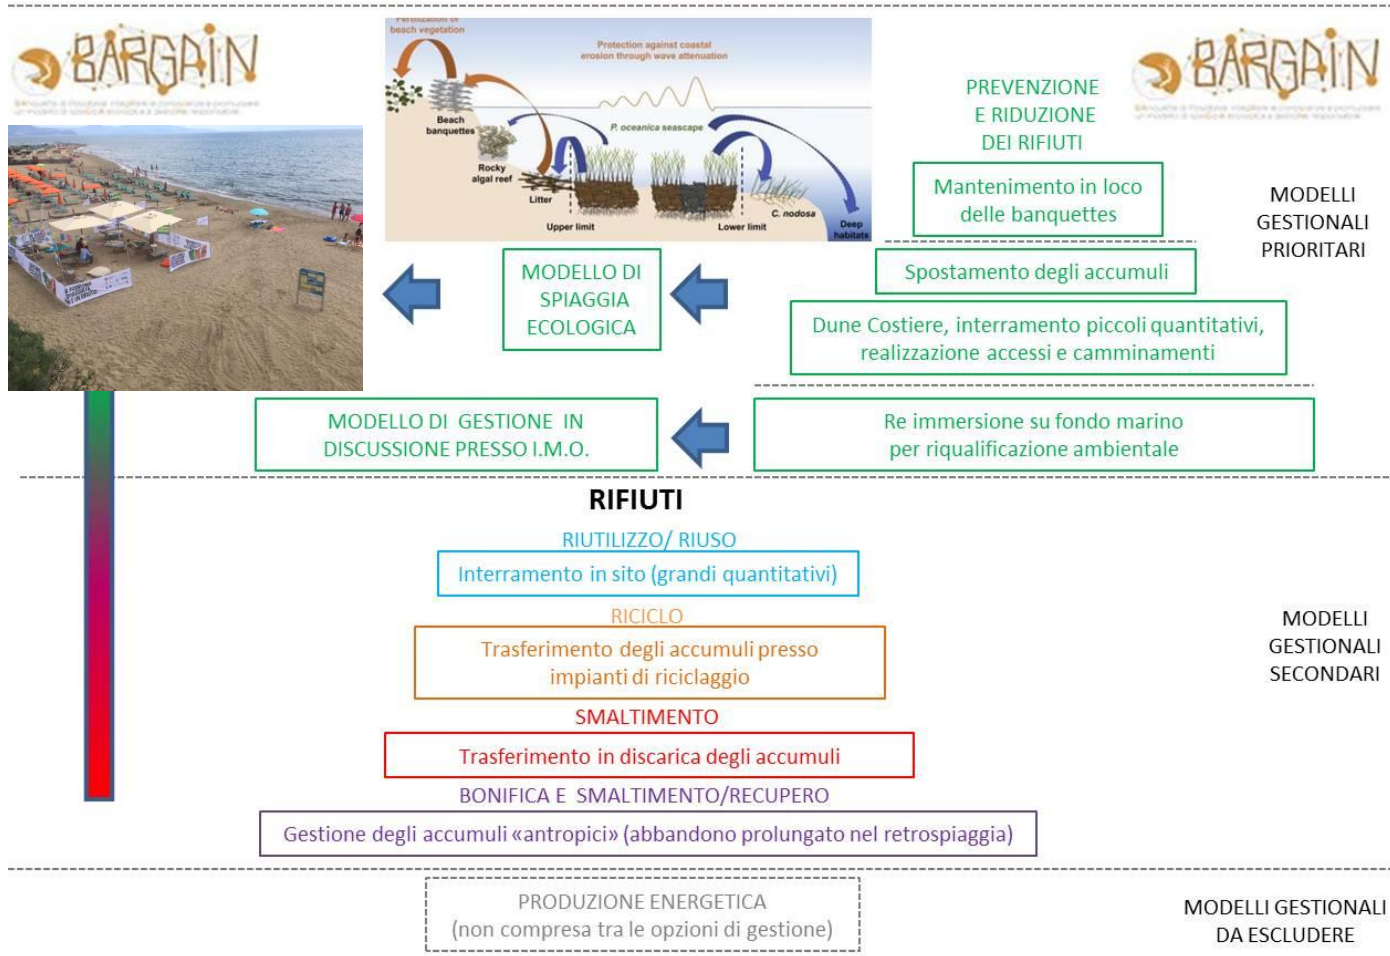 BARGAIN
beach vegetation
Protection against coastal
erosion through wave attenuation
Beach
banquettes
P. oceanica seascape
Rocky
algal reef
Litter
Upper limit
Lower limit
C. nodosa
Deep
habitats
BARGAIN
PREVENZIONE
E RIDUZIONE
DEI RIFIUTI
Mantenimento in loco
delle banquettes
MODELLI
GESTIONALI
PRIORITARI
MODELLO DI
SPIAGGIA
ECOLOGICA
Spostamento degli accumuli
Dune Costiere, interramento piccoli quantitativi,
realizzazione accessi e camminamenti
MODELLO DI GESTIONE IN
DISCUSSIONE PRESSO I.M.O.
Re immersione su fondo marino
per riqualificazione ambientale
RIFIUTI
RIUTILIZZO/ RIUSO
Interramento in sito (grandi quantitativi)
RICICLO
Trasferimento degli accumuli presso
impianti di riciclaggio
MODELLI
GESTIONALI
SECONDARI
SMALTIMENTO
Trasferimento in discarica degli accumuli
BONIFICA E SMALTIMENTO/RECUPERO
Gestione degli accumuli «antropici» (abbandono prolungato nel retrospiaggia)
PRODUZIONE ENERGETICA
(non compresa tra le opzioni di gestione)
MODELLI GESTIONALI
DA ESCLUDERE